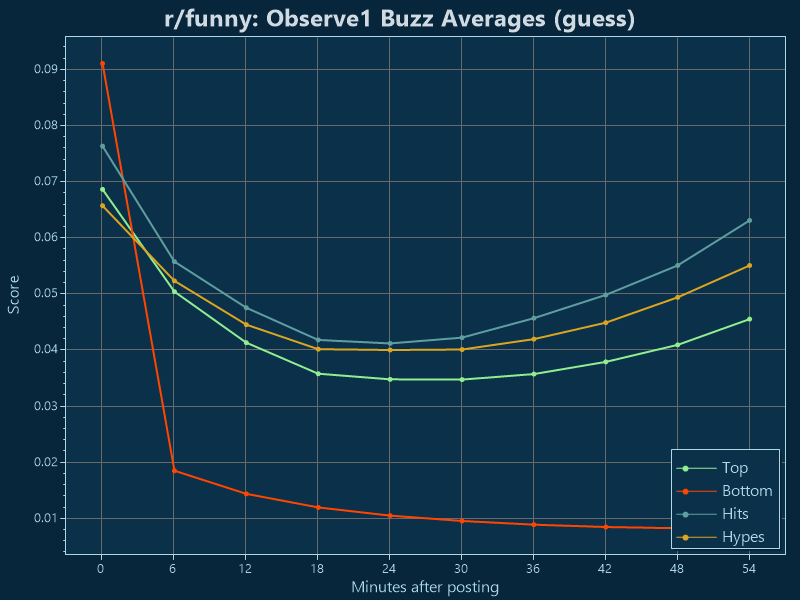 r/funny: Observe1 Buzz Averages (guess)
0.09
0.08
0.07
0.06
0.05
0.04
0.03
0.02
0.01
Score
0 6 12 18 24 30 36 42 48 54
Minutes after posting
Top
Bottom
Hits
Hypes